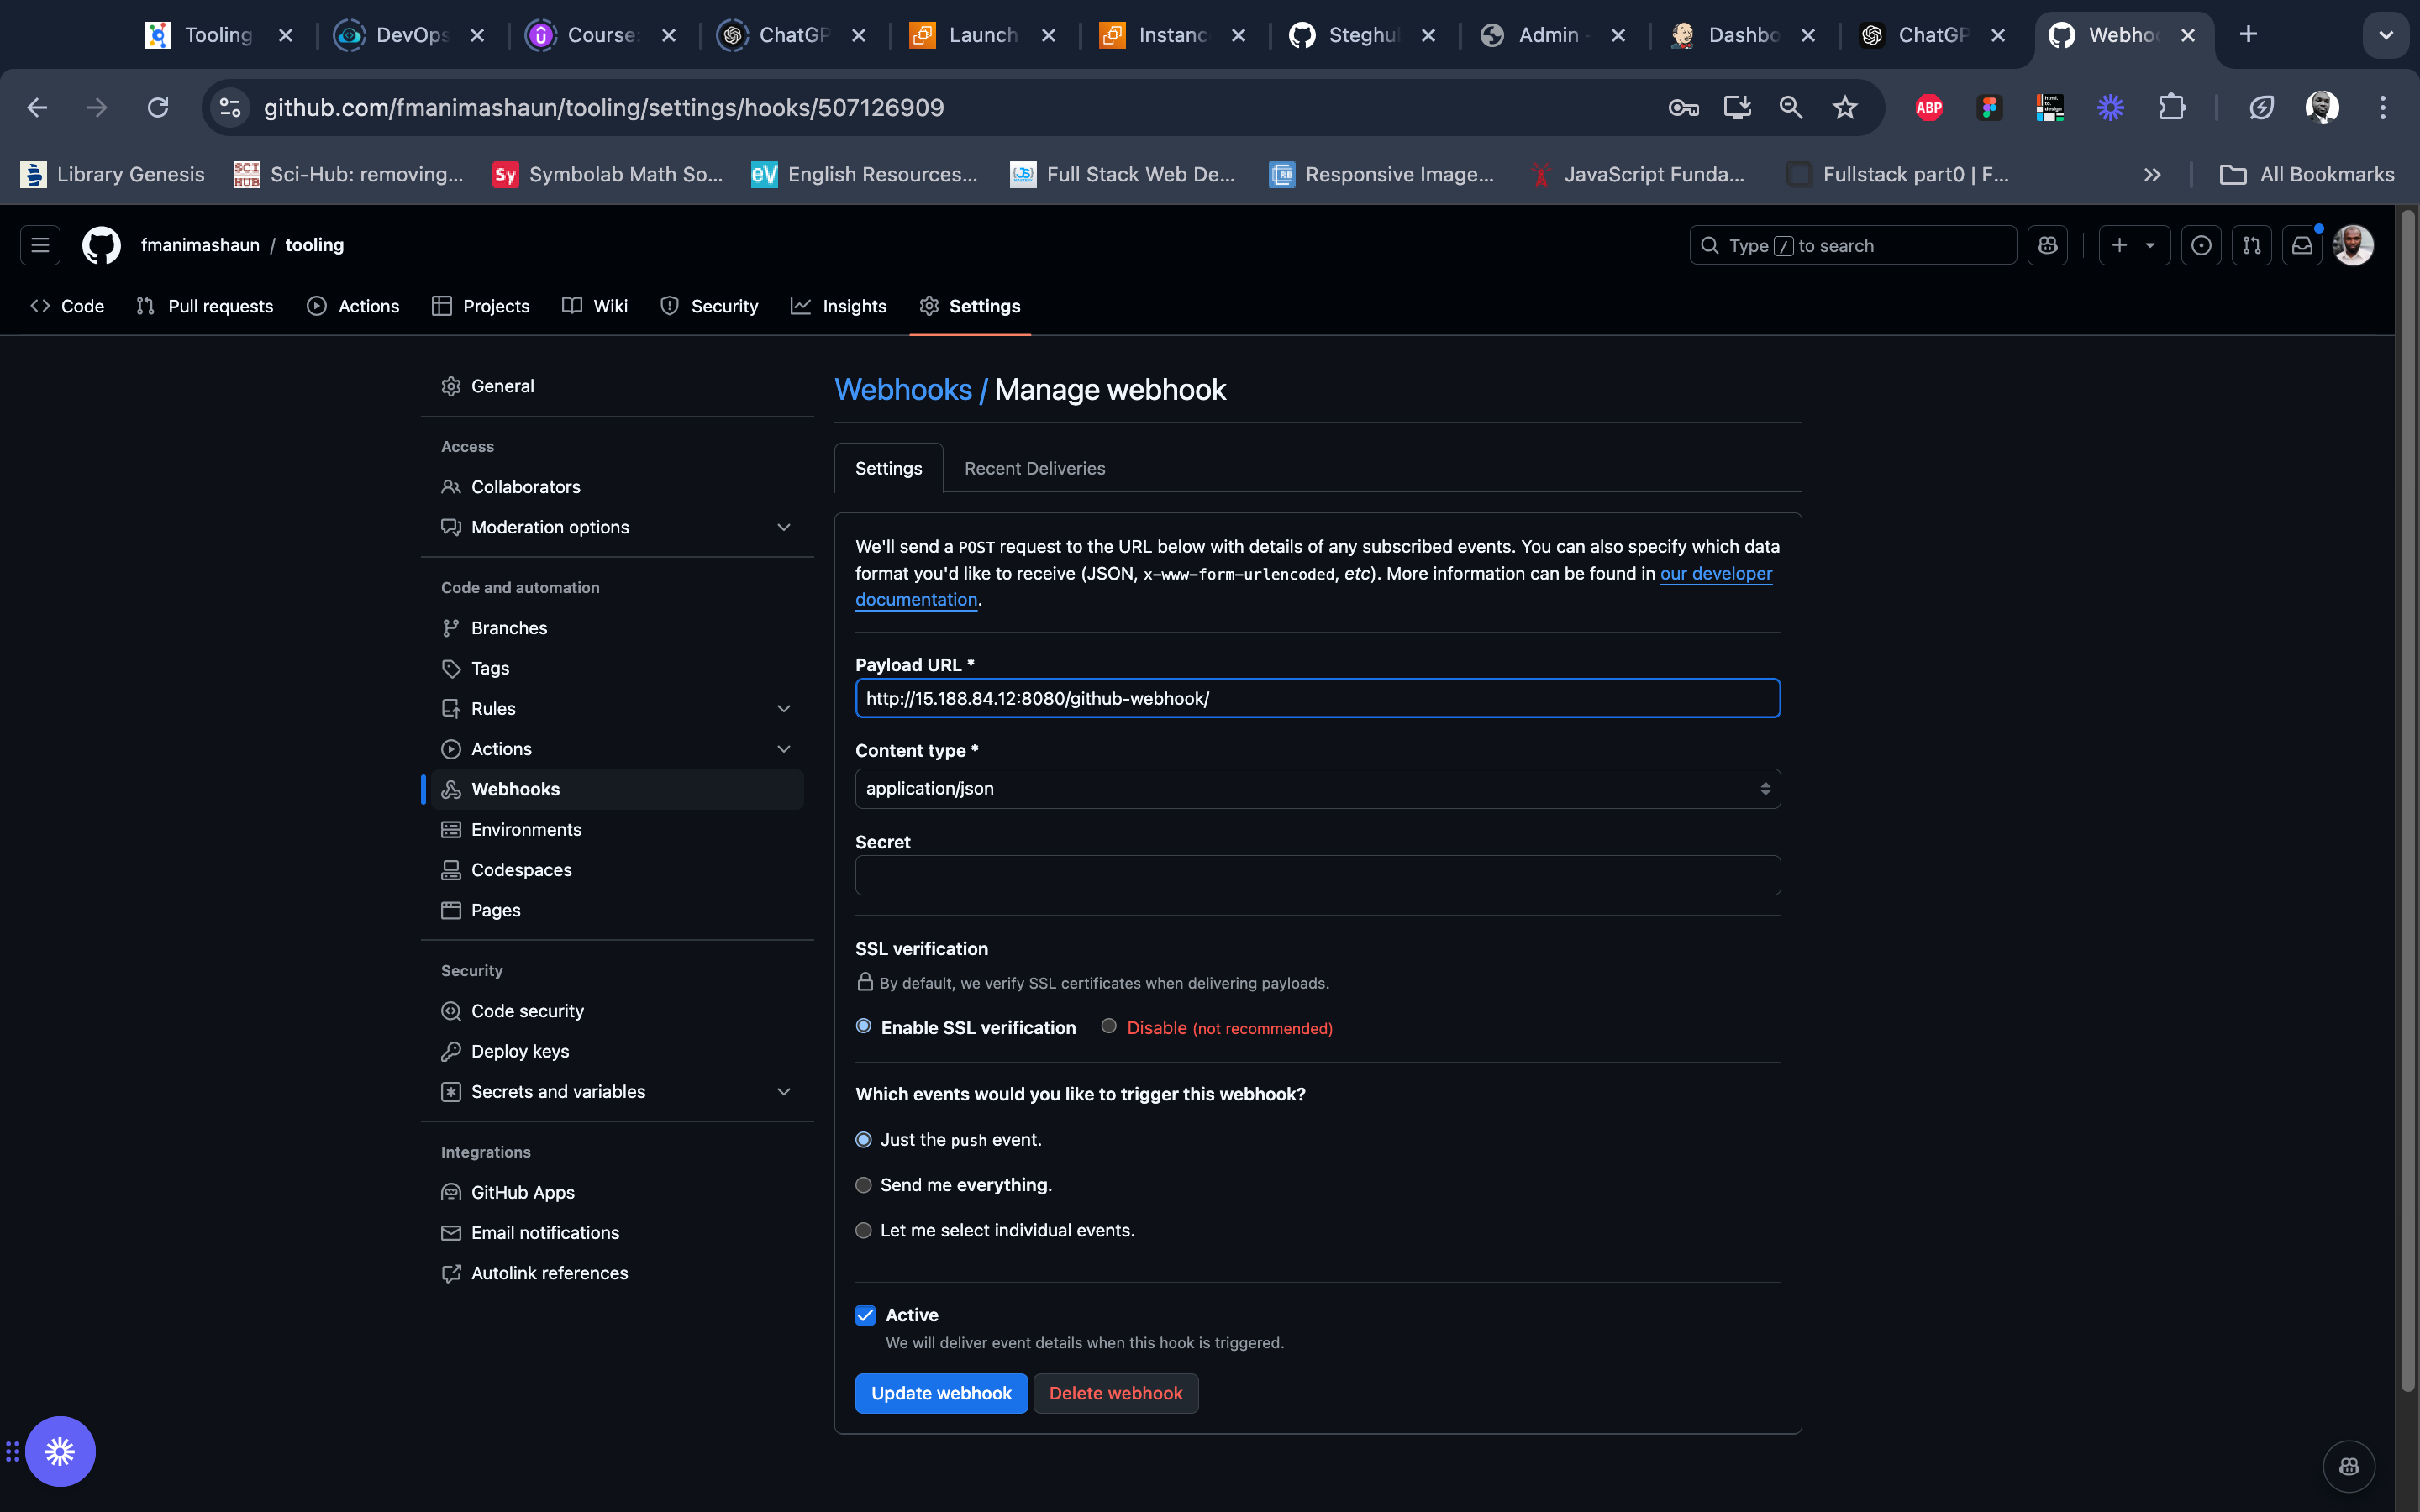 Tooling
DevOps
Course:
ChatGP
Launch
Instanc
Steghu
Admin -
Dashbo
ChatGP
Webhoo
github.com/fmanimashaun/tooling/settings/hooks/507126909
ABP
Library Genesis
SCI HUB
Sci-Hub: removing...
Sy
Symbolab Math So...
eV
English Resources...
Full Stack Web De...
RB
Responsive Image...
JavaScript Funda...
Fullstack part0 | F...
All Bookmarks
fmanimashaun / tooling
Type / to search
Code
Pull requests
Actions
Projects
Wiki
Security
Insights
Settings
General
Access
Collaborators
Moderation options
Code and automation
Branches
Tags
Rules
Actions
Webhooks
Environments
Codespaces
Pages
Security
Code security
Deploy keys
Secrets and variables
Integrations
GitHub Apps
Email notifications
Autolink references
Webhooks / Manage webhook
Settings
Recent Deliveries
We'll send a POST request to the URL below with details of any subscribed events. You can also specify which data
format you'd like to receive (JSON, x-www-form-urlencoded, etc). More information can be found in our developer
documentation.
Payload URL *
http://15.188.84.12:8080/github-webhook/
Content type *
application/json
Secret
SSL verification
By default, we verify SSL certificates when delivering payloads.
Enable SSL verification
Disable (not recommended)
Which events would you like to trigger this webhook?
Just the push event.
Send me everything.
Let me select individual events.
Active
We will deliver event details when this hook is triggered.
Update webhook
Delete webhook